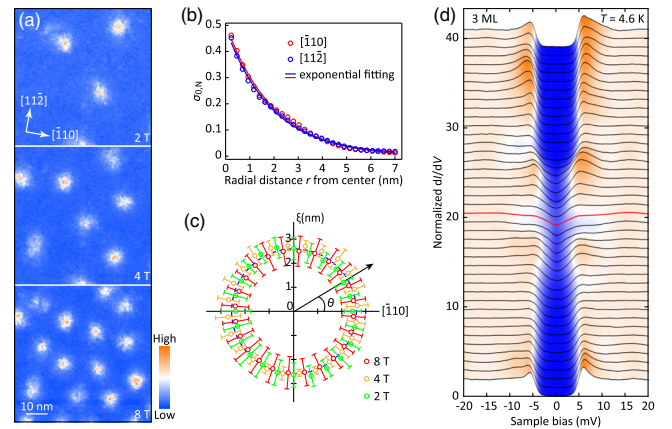 (a)
[112̄]
[1̄10]
2 T
4 T
High
Low
10 nm
8 T
(b)
0.5
0.4
0.3
0.2
0.1
0
σ0,N
[1̄10]
[112̄]
exponential fitting
0 1 2 3 4 5 6 7
Radial distance r from center (nm)
(c)
ξ(nm)
3
2
1
0
θ
[1̄10]
8 T
4 T
2 T
(d)
3 ML
T = 4.6 K
40
30
20
10
0
Normalized dI/dV
-20 -15 -10 -5 0 5 10 15 20
Sample bias (mV)